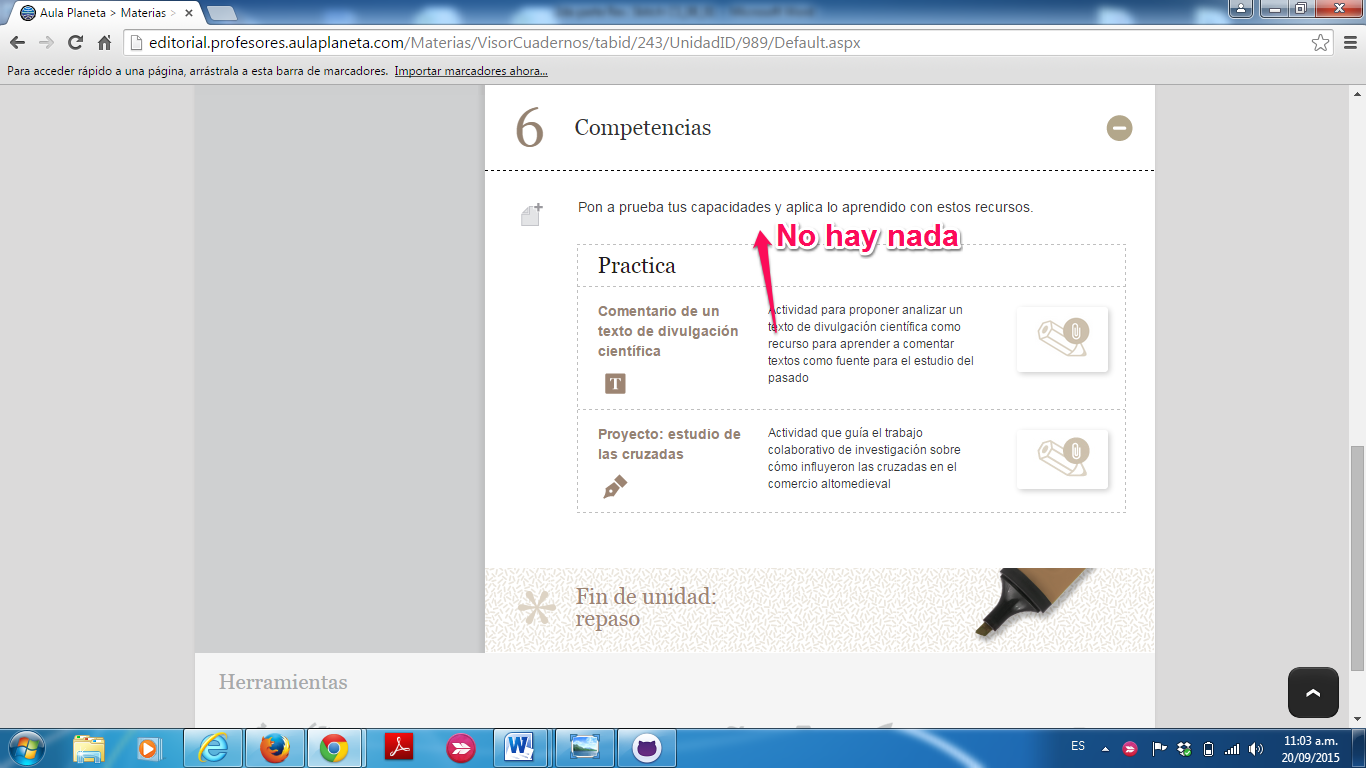 Aula Planeta > Materias >
editorial.profesores.aulaplaneta.com/Materias/VisorCuadernos/tabid/243/UnidadID/989/Default.aspx
Para acceder rápido a una página, arrástrala a esta barra de marcadores. Importar marcadores ahora...
6 Competencias
Pon a prueba tus capacidades y aplica lo aprendido con estos recursos.
No hay nada
Practica
Comentario de un
texto de divulgación
científica
T
Actividad para proponer analizar un
texto de divulgación científica como
recurso para aprender a comentar
textos como fuente para el estudio del
pasado
Proyecto: estudio de
las cruzadas
Actividad que guía el trabajo
colaborativo de investigación sobre
cómo influyeron las cruzadas en el
comercio altomedieval
Fin de unidad:
repaso
Herramientas
ES
11:03 a.m.
20/09/2015